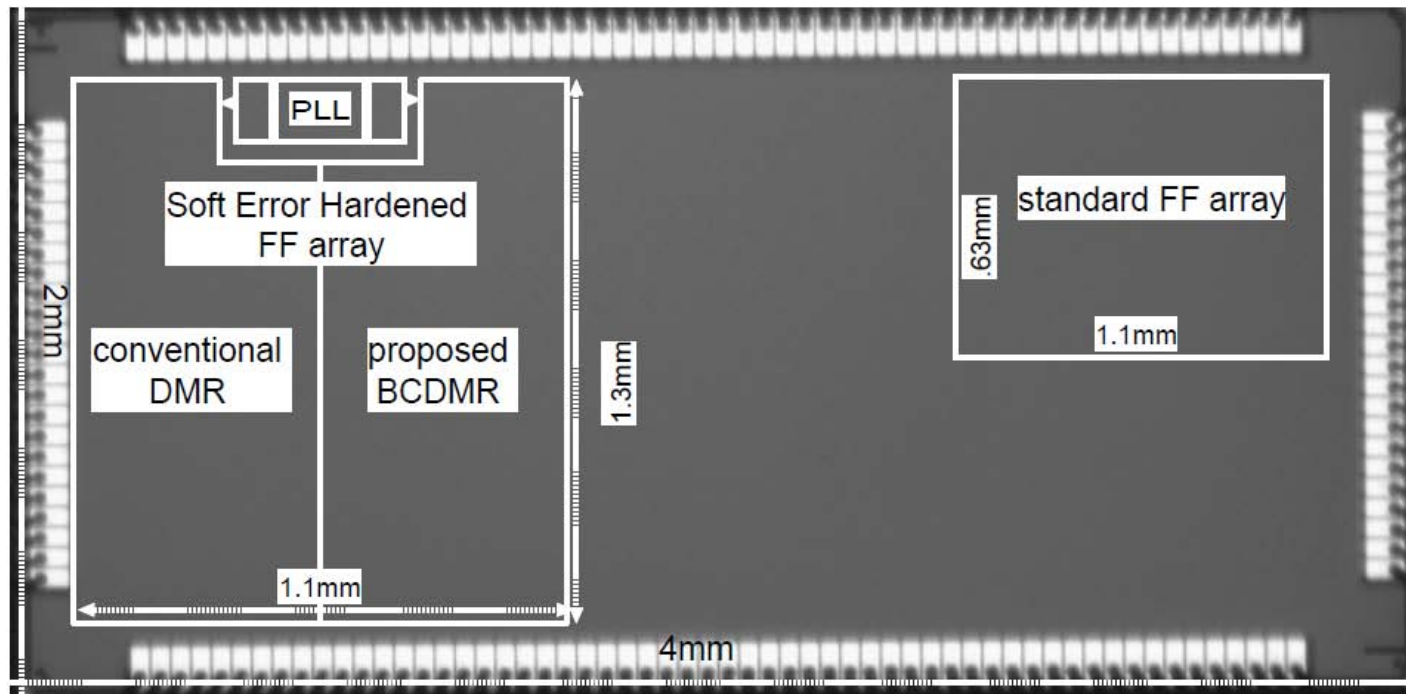 PLL
Soft Error Hardened
FF array
standard FF array
.63mm
1.1mm
2mm
conventional
DMR
proposed
BCDMR
1.3mm
1.1mm
4mm